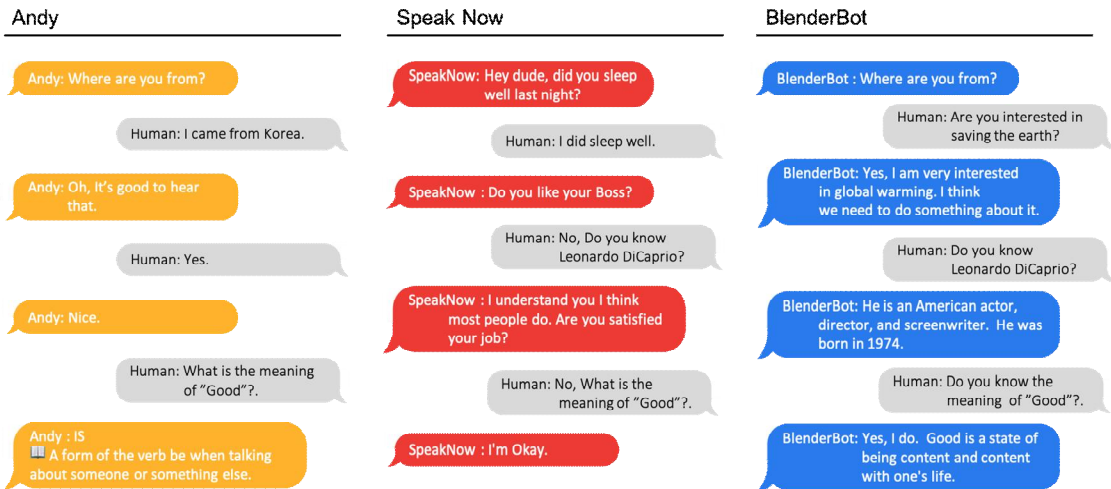 Andy
Andy: Where are you from?
Human: I came from Korea.
Andy: Oh, It's good to hear
that.
Human: Yes.
Andy: Nice.
Human: What is the meaning
of "Good"?.
Andy : IS
A form of the verb be when talking
about someone or something else.
Speak Now
SpeakNow: Hey dude, did you sleep
well last night?
Human: I did sleep well.
SpeakNow : Do you like your Boss?
Human: No, Do you know
Leonardo DiCaprio?
SpeakNow : I understand you I think
most people do. Are you satisfied
your job?
Human: No, What is the
meaning of "Good"?.
SpeakNow : I'm Okay.
BlenderBot
BlenderBot : Where are you from?
Human: Are you interested in
saving the earth?
BlenderBot: Yes, I am very interested
in global warming. I think
we need to do something about it.
Human: Do you know
Leonardo DiCaprio?
BlenderBot: He is an American actor,
director, and screenwriter. He was
born in 1974.
Human: Do you know the
meaning of "Good"?.
BlenderBot: Yes, I do. Good is a state of
being content and content
with one's life.